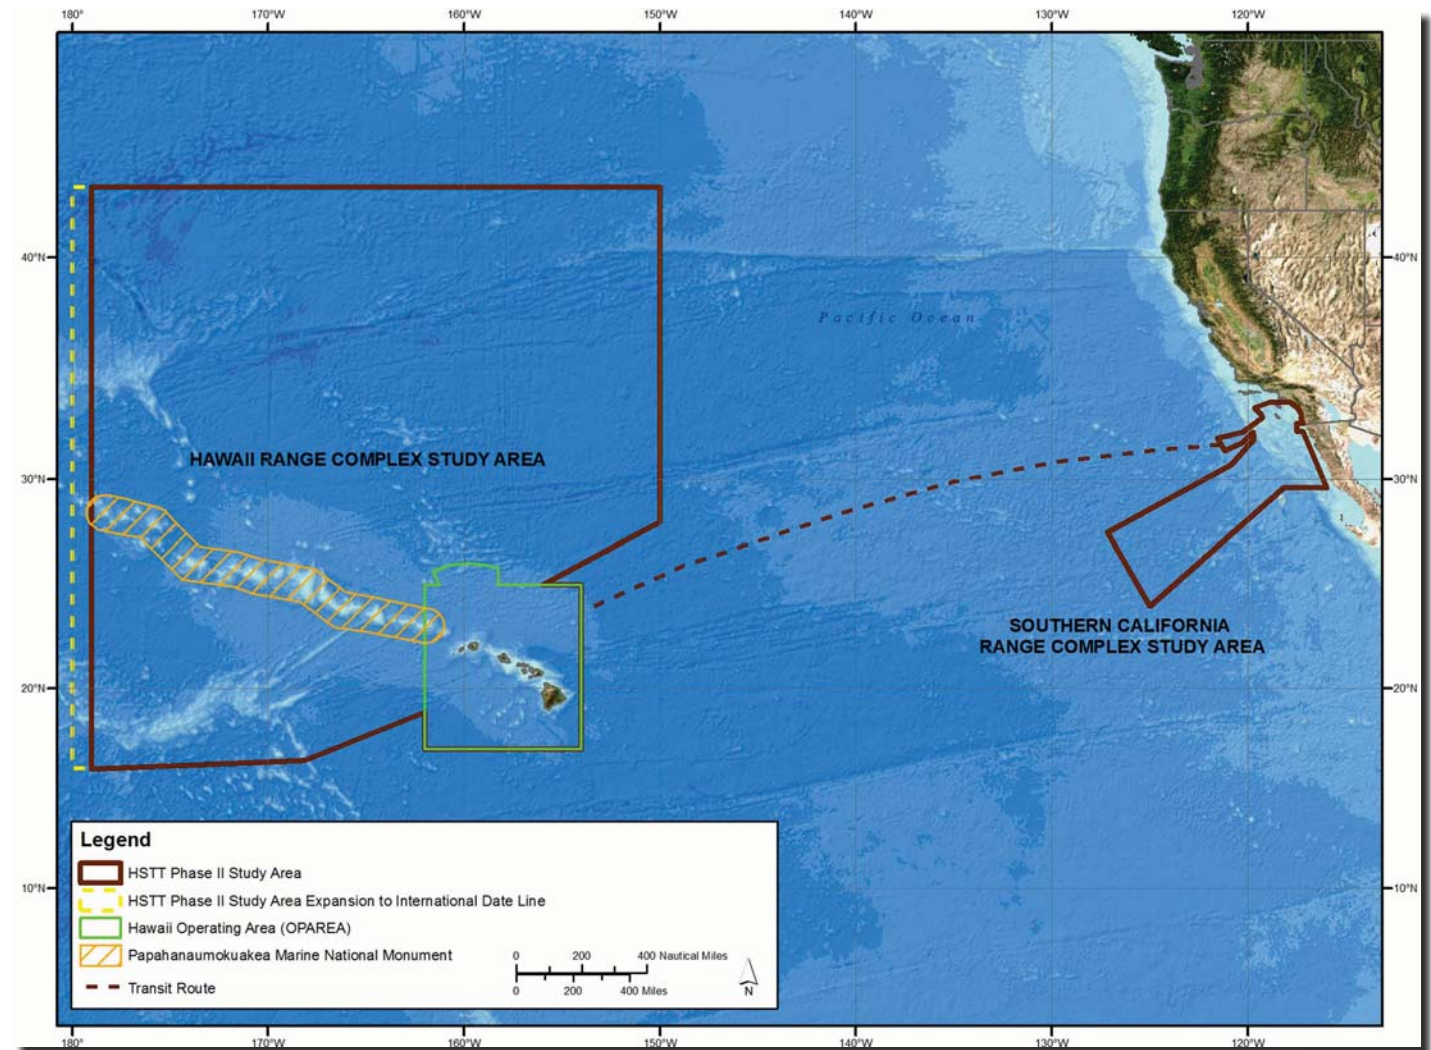 180° 170°W 160°W 150°W 140°W 130°W 120°W
40°N 40°N
Pacific Ocean
HAWAII RANGE COMPLEX STUDY AREA
30°N 30°N
SOUTHERN CALIFORNIA
RANGE COMPLEX STUDY AREA
20°N 20°N
Legend
HSTT Phase II Study Area
10°N 10°N
HSTT Phase II Study Area Expansion to International Date Line
Hawaii Operating Area (OPAREA)
Papahanaumokuakea Marine National Monument
0 200 400 Nautical Miles
Transit Route
0 200 400 Miles
N
180° 170°W 160°W 150°W 140°W 130°W 120°W